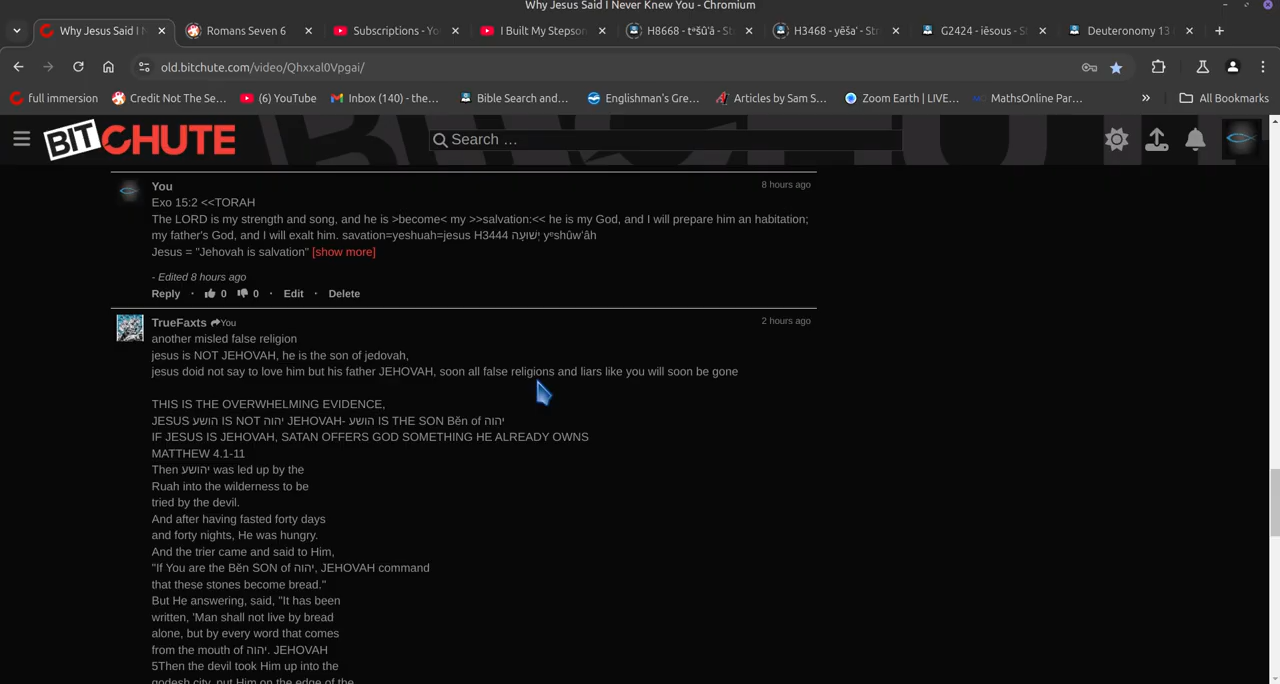 Why Jesus Said I Never Knew You - Chromium
Why Jesus Said I N
Romans Seven 6
Subscriptions - Yo
I Built My Stepson
H8668 - tᵊšûʿâ - St
H3468 - yēšaʿ - Str
G2424 - iēsous - St
Deuteronomy 13
old.bitchute.com/video/Qhxxal0Vpgai/
full immersion
Credit Not The Se...
(6) YouTube
Inbox (140) - the...
Bible Search and...
Englishman's Gre...
Articles by Sam S...
Zoom Earth | LIVE...
MathsOnline Par...
»
All Bookmarks
BITCHUTE
Search ...
You
8 hours ago
Exo 15:2 <<TORAH
The LORD is my strength and song, and he is >become< my >>salvation:<< he is my God, and I will prepare him an habitation;
my father's God, and I will exalt him. savation=yeshuah=jesus H3444 יְשׁוּעָה yᵉshûwʻâh
Jesus = "Jehovah is salvation" [show more]
- Edited 8 hours ago
Reply · 0 0 · Edit · Delete
TrueFaxts You
2 hours ago
another misled false religion
jesus is NOT JEHOVAH, he is the son of jedovah,
jesus doid not say to love him but his father JEHOVAH, soon all false religions and liars like you will soon be gone
THIS IS THE OVERWHELMING EVIDENCE,
JESUS הושע IS NOT יהוה JEHOVAH- הושע IS THE SON Bĕn of יהוה
IF JESUS IS JEHOVAH, SATAN OFFERS GOD SOMETHING HE ALREADY OWNS
MATTHEW 4.1-11
Then יהושע was led up by the
Ruah into the wilderness to be
tried by the devil.
And after having fasted forty days
and forty nights, He was hungry.
And the trier came and said to Him,
"If You are the Bĕn SON of יהוה, JEHOVAH command
that these stones become bread."
But He answering, said, "It has been
written, 'Man shall not live by bread
alone, but by every word that comes
from the mouth of יהוה. JEHOVAH
5Then the devil took Him up into the
godesh city, put Him on the edge of the